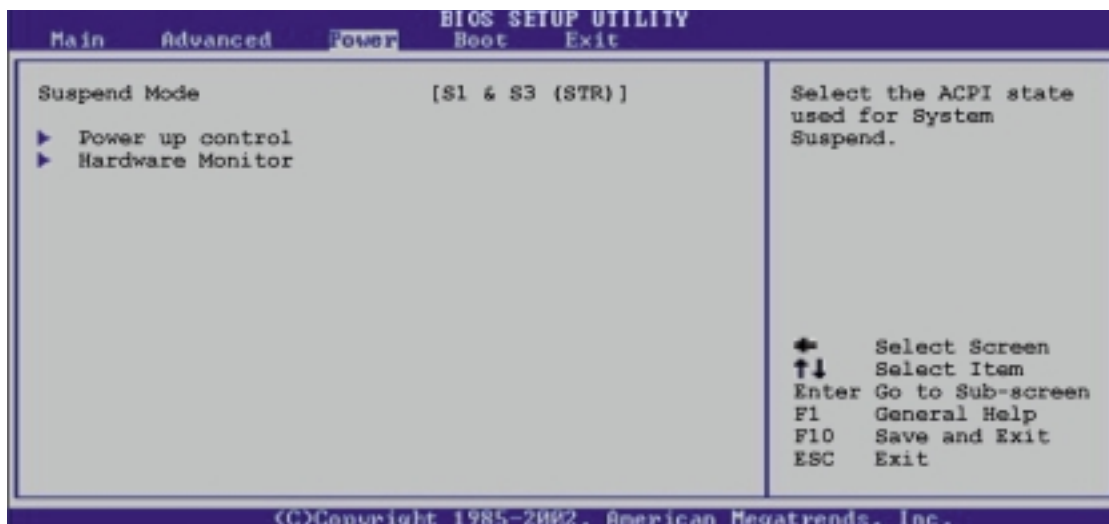 BIOS SETUP UTILITY
Main Advanced Power Boot Exit
Suspend Mode [S1 & S3 (STR)]
Power up control
Hardware Monitor
Select the ACPI state
used for System
Suspend.
Select Screen
↑↓ Select Item
Enter Go to Sub-screen
F1 General Help
F10 Save and Exit
ESC Exit
(C)Copyright 1985-2002, American Megatrends, Inc.